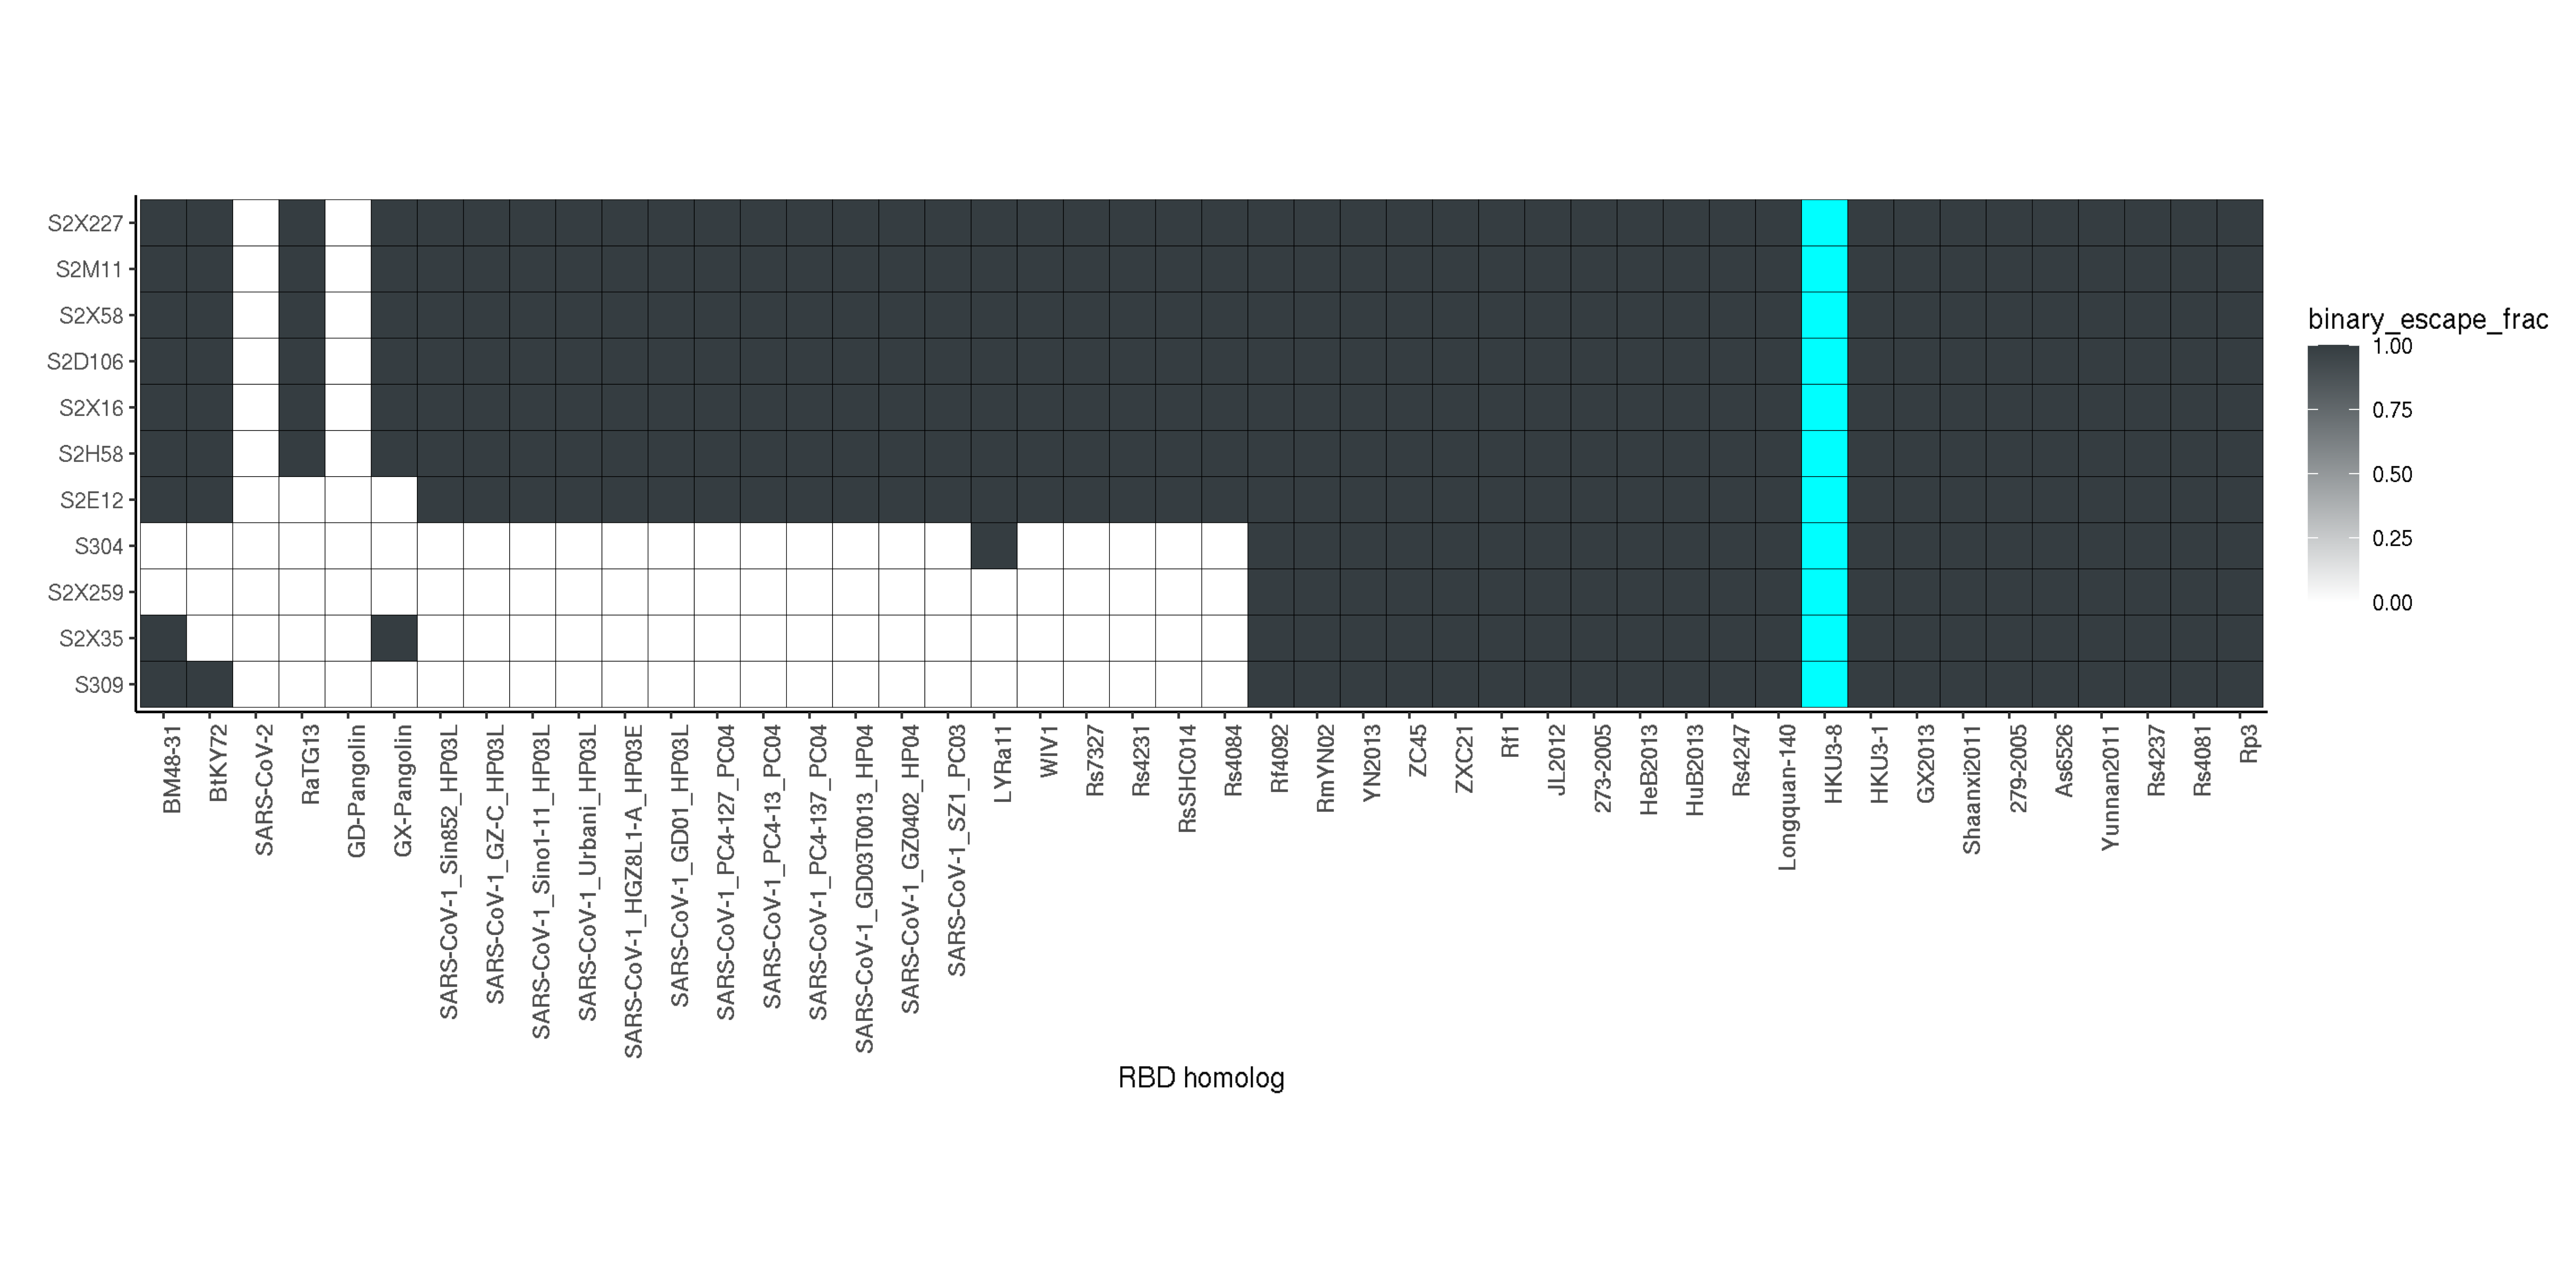 S2X227
S2M11
S2X58
S2D106
S2X16
S2H58
S2E12
S304
S2X259
S2X35
S309
BM48-31
BtKY72
SARS-CoV-2
RaTG13
GD-Pangolin
GX-Pangolin
SARS-CoV-1_Sin852_HP03L
SARS-CoV-1_GZ-C_HP03L
SARS-CoV-1_Sino1-11_HP03L
SARS-CoV-1_Urbani_HP03L
SARS-CoV-1_HGZ8L1-A_HP03E
SARS-CoV-1_GD01_HP03L
SARS-CoV-1_PC4-127_PC04
SARS-CoV-1_PC4-13_PC04
SARS-CoV-1_PC4-137_PC04
SARS-CoV-1_GD03T0013_HP04
SARS-CoV-1_GZ0402_HP04
SARS-CoV-1_SZ1_PC03
LYRa11
WIV1
Rs7327
Rs4231
RsSHC014
Rs4084
Rf4092
RmYN02
YN2013
ZC45
ZXC21
Rf1
JL2012
273-2005
HeB2013
HuB2013
Rs4247
Longquan-140
HKU3-8
HKU3-1
GX2013
Shaanxi2011
279-2005
As6526
Yunnan2011
Rs4237
Rs4081
Rp3
RBD homolog
binary_escape_frac
1.00
0.75
0.50
0.25
0.00